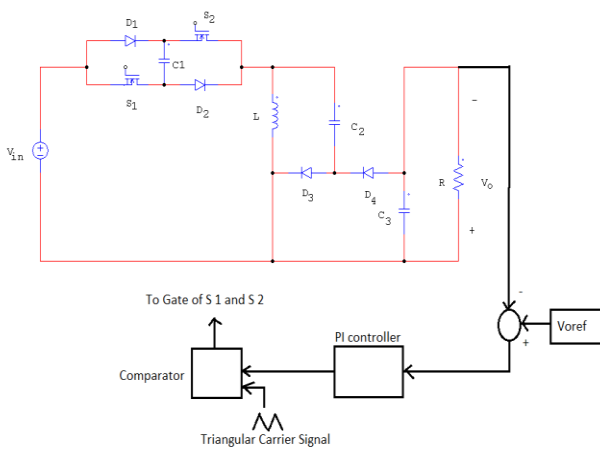 D1
S2
C1
S1
D2
Vin
L
C2
D3
D4
C3
R
-
Vo
+
-
+
Voref
To Gate of S 1 and S 2
PI controller
Comparator
Triangular Carrier Signal